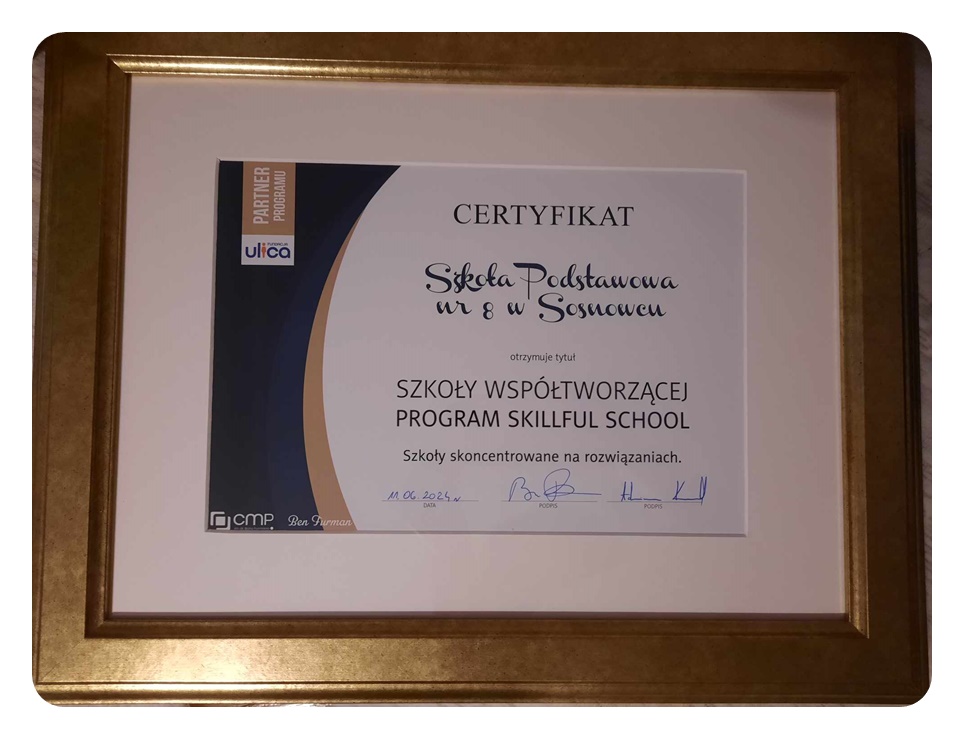 PARTNER
PROGRAMU
FUNDACJA
ulica
CERTYFIKAT
Szkoła Podstawowa
nr 8 w Sosnowcu
otrzymuje tytuł
SZKOŁY WSPÓŁTWORZĄCEJ
PROGRAM SKILLFUL SCHOOL
Szkoły skoncentrowane na rozwiązaniach.
11.06.2024 r.
DATA
PODPIS
PODPIS
CMP
Ben Furman